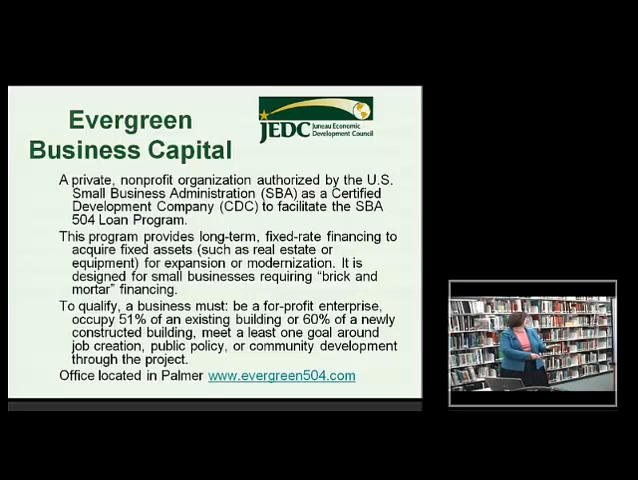 Evergreen
Business Capital
JEDC Juneau Economic
Development Council
A private, nonprofit organization authorized by the U.S.
Small Business Administration (SBA) as a Certified
Development Company (CDC) to facilitate the SBA
504 Loan Program.
This program provides long-term, fixed-rate financing to
acquire fixed assets (such as real estate or
equipment) for expansion or modernization. It is
designed for small businesses requiring “brick and
mortar” financing.
To qualify, a business must: be a for-profit enterprise,
occupy 51% of an existing building or 60% of a newly
constructed building, meet a least one goal around
job creation, public policy, or community development
through the project.
Office located in Palmer www.evergreen504.com